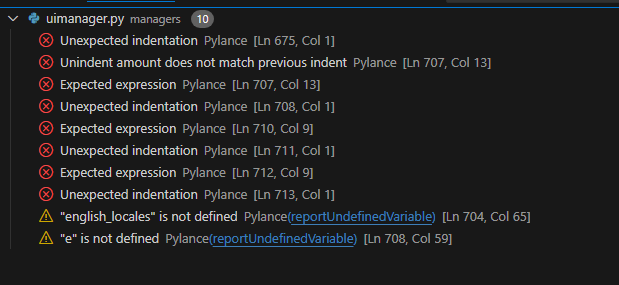 uimanager.py managers 10
Unexpected indentation Pylance [Ln 675, Col 1]
Unindent amount does not match previous indent Pylance [Ln 707, Col 13]
Expected expression Pylance [Ln 707, Col 13]
Unexpected indentation Pylance [Ln 708, Col 1]
Expected expression Pylance [Ln 710, Col 9]
Unexpected indentation Pylance [Ln 711, Col 1]
Expected expression Pylance [Ln 712, Col 9]
Unexpected indentation Pylance [Ln 713, Col 1]
"english_locales" is not defined Pylance(reportUndefinedVariable) [Ln 704, Col 65]
"e" is not defined Pylance(reportUndefinedVariable) [Ln 708, Col 59]